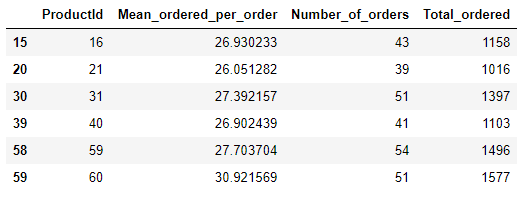 ProductId Mean_ordered_per_order Number_of_orders Total_ordered
15 16 26.930233 43 1158
20 21 26.051282 39 1016
30 31 27.392157 51 1397
39 40 26.902439 41 1103
58 59 27.703704 54 1496
59 60 30.921569 51 1577